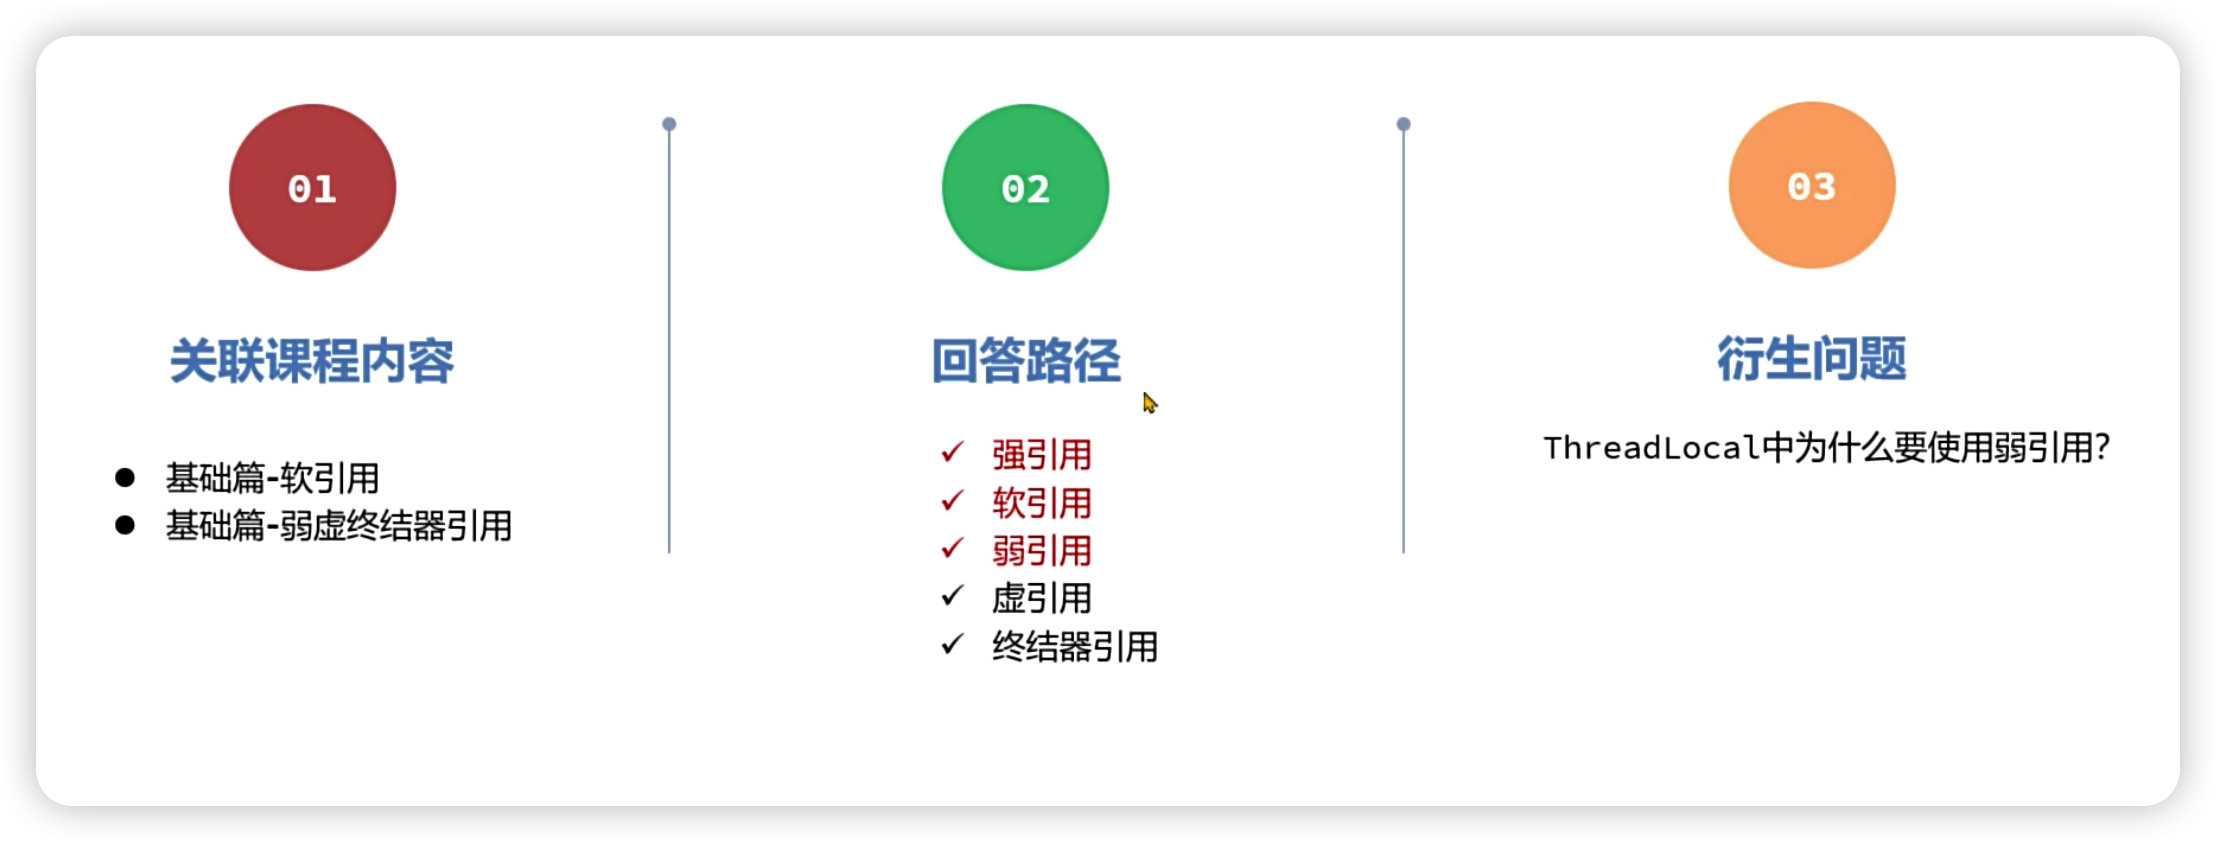 01
关联课程内容
● 基础篇-软引用
● 基础篇-弱虚终结器引用
02
回答路径
✓ 强引用
✓ 软引用
✓ 弱引用
✓ 虚引用
✓ 终结器引用
03
衍生问题
ThreadLocal中为什么要使用弱引用?